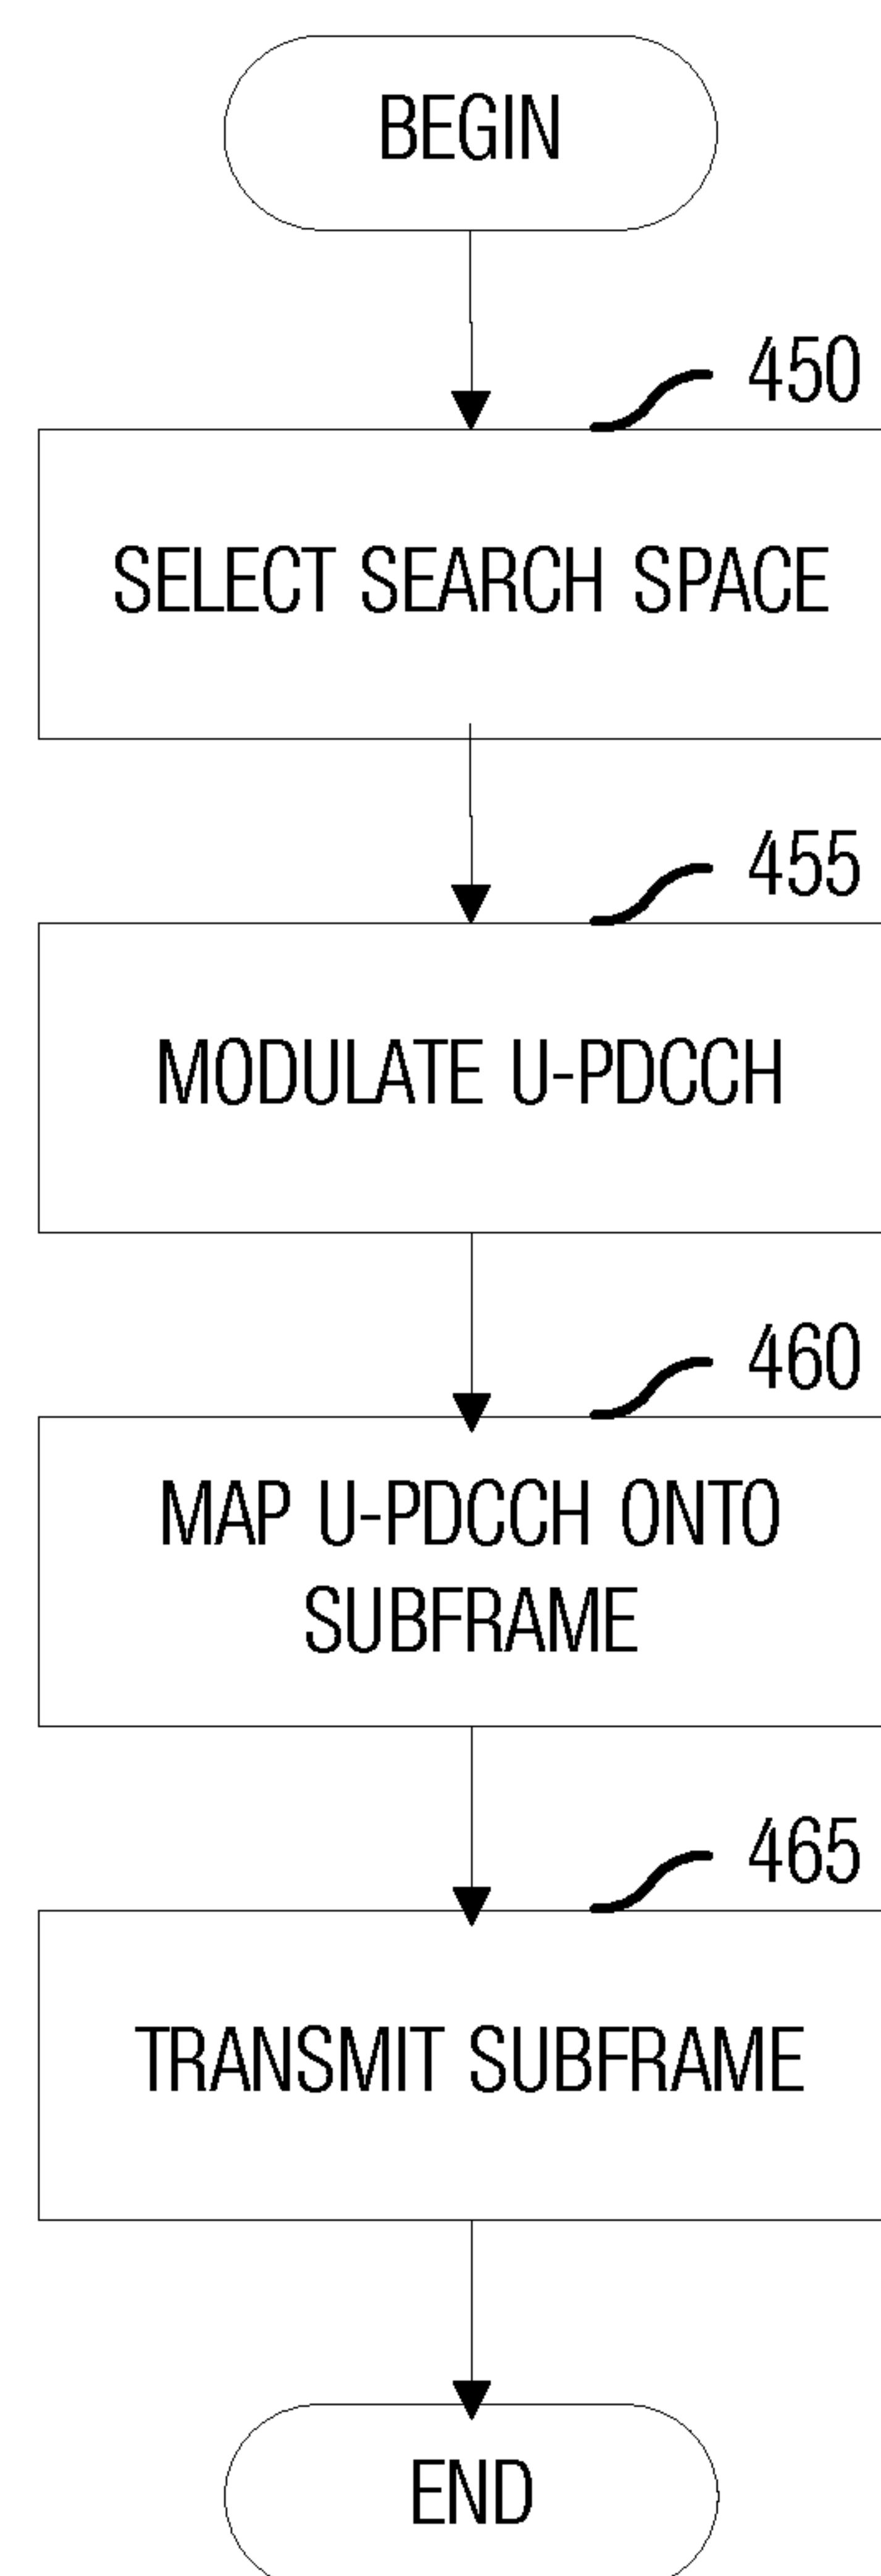 BEGIN
450
SELECT SEARCH SPACE
455
MODULATE U-PDCCH
460
MAP U-PDCCH ONTO
SUBFRAME
465
TRANSMIT SUBFRAME
END